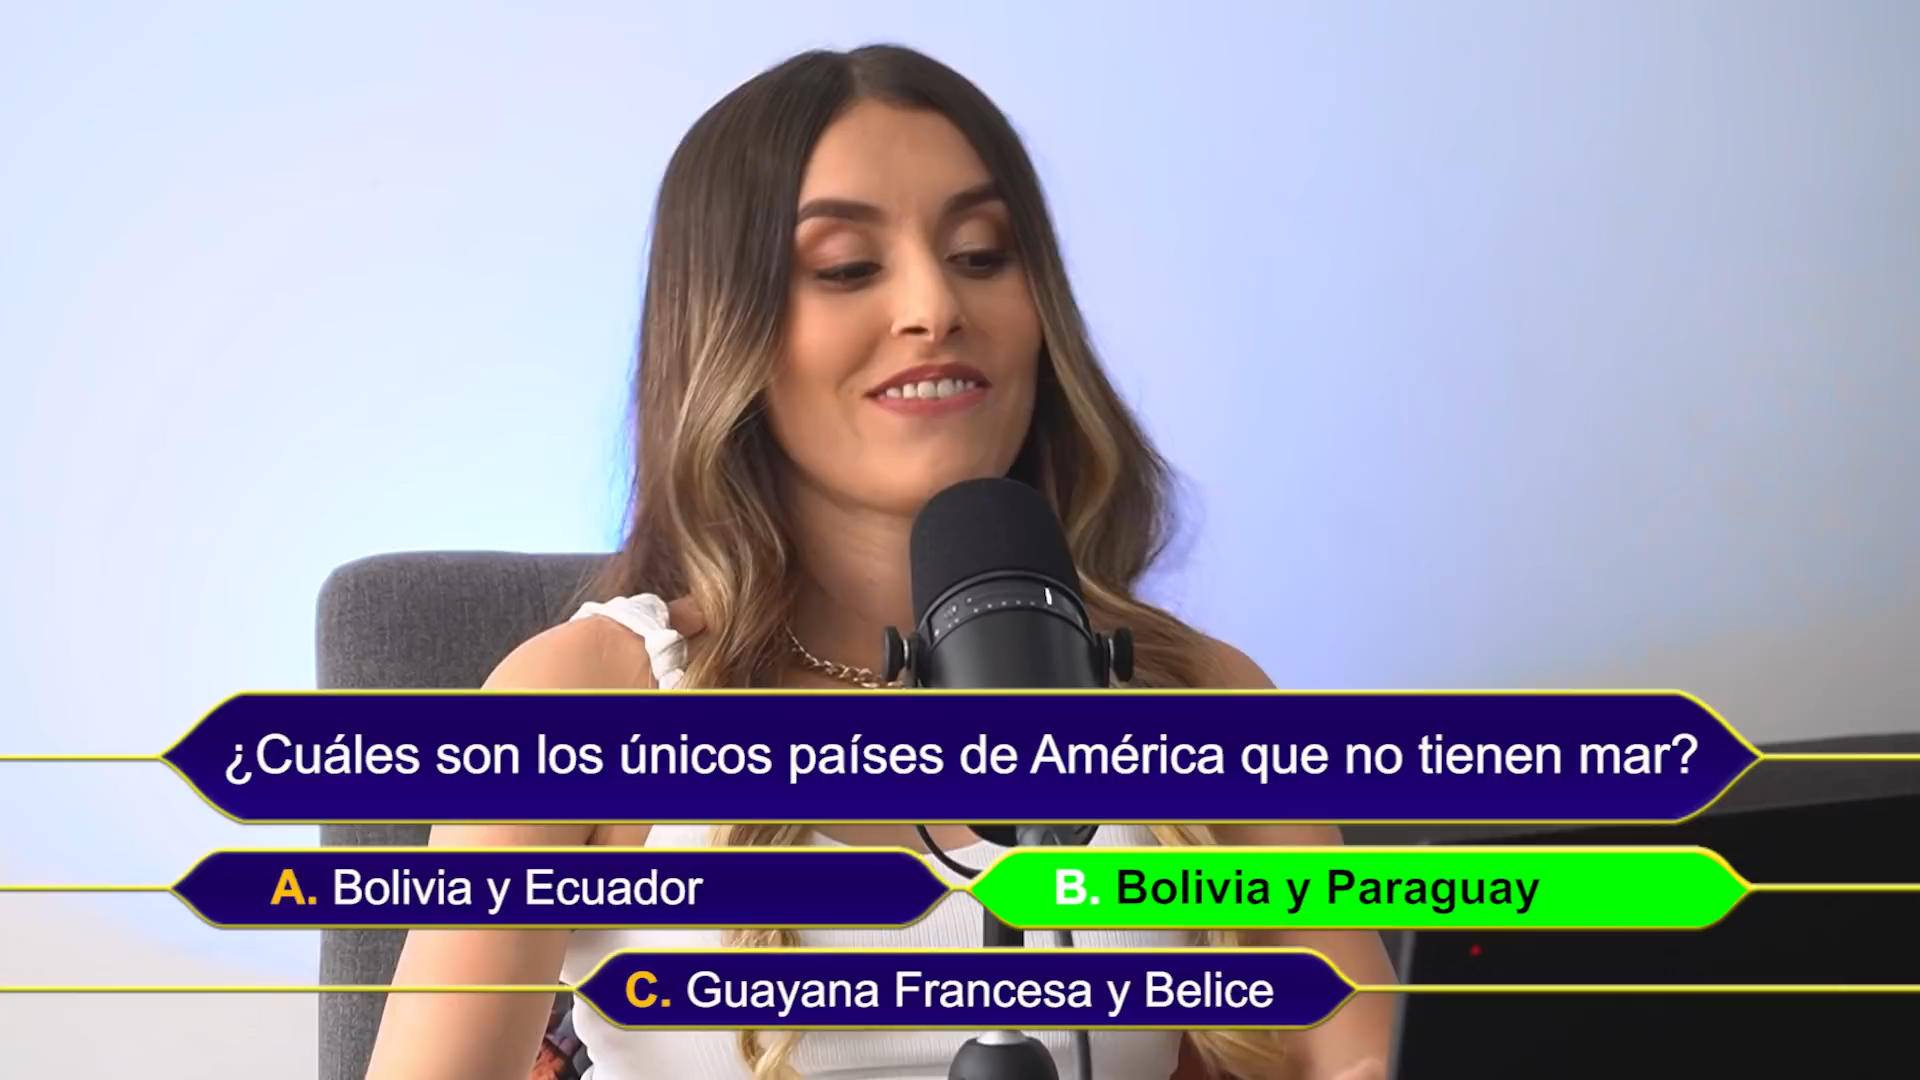 ¿Cuáles son los únicos países de América que no tienen mar?
A. Bolivia y Ecuador
B. Bolivia y Paraguay
C. Guayana Francesa y Belice